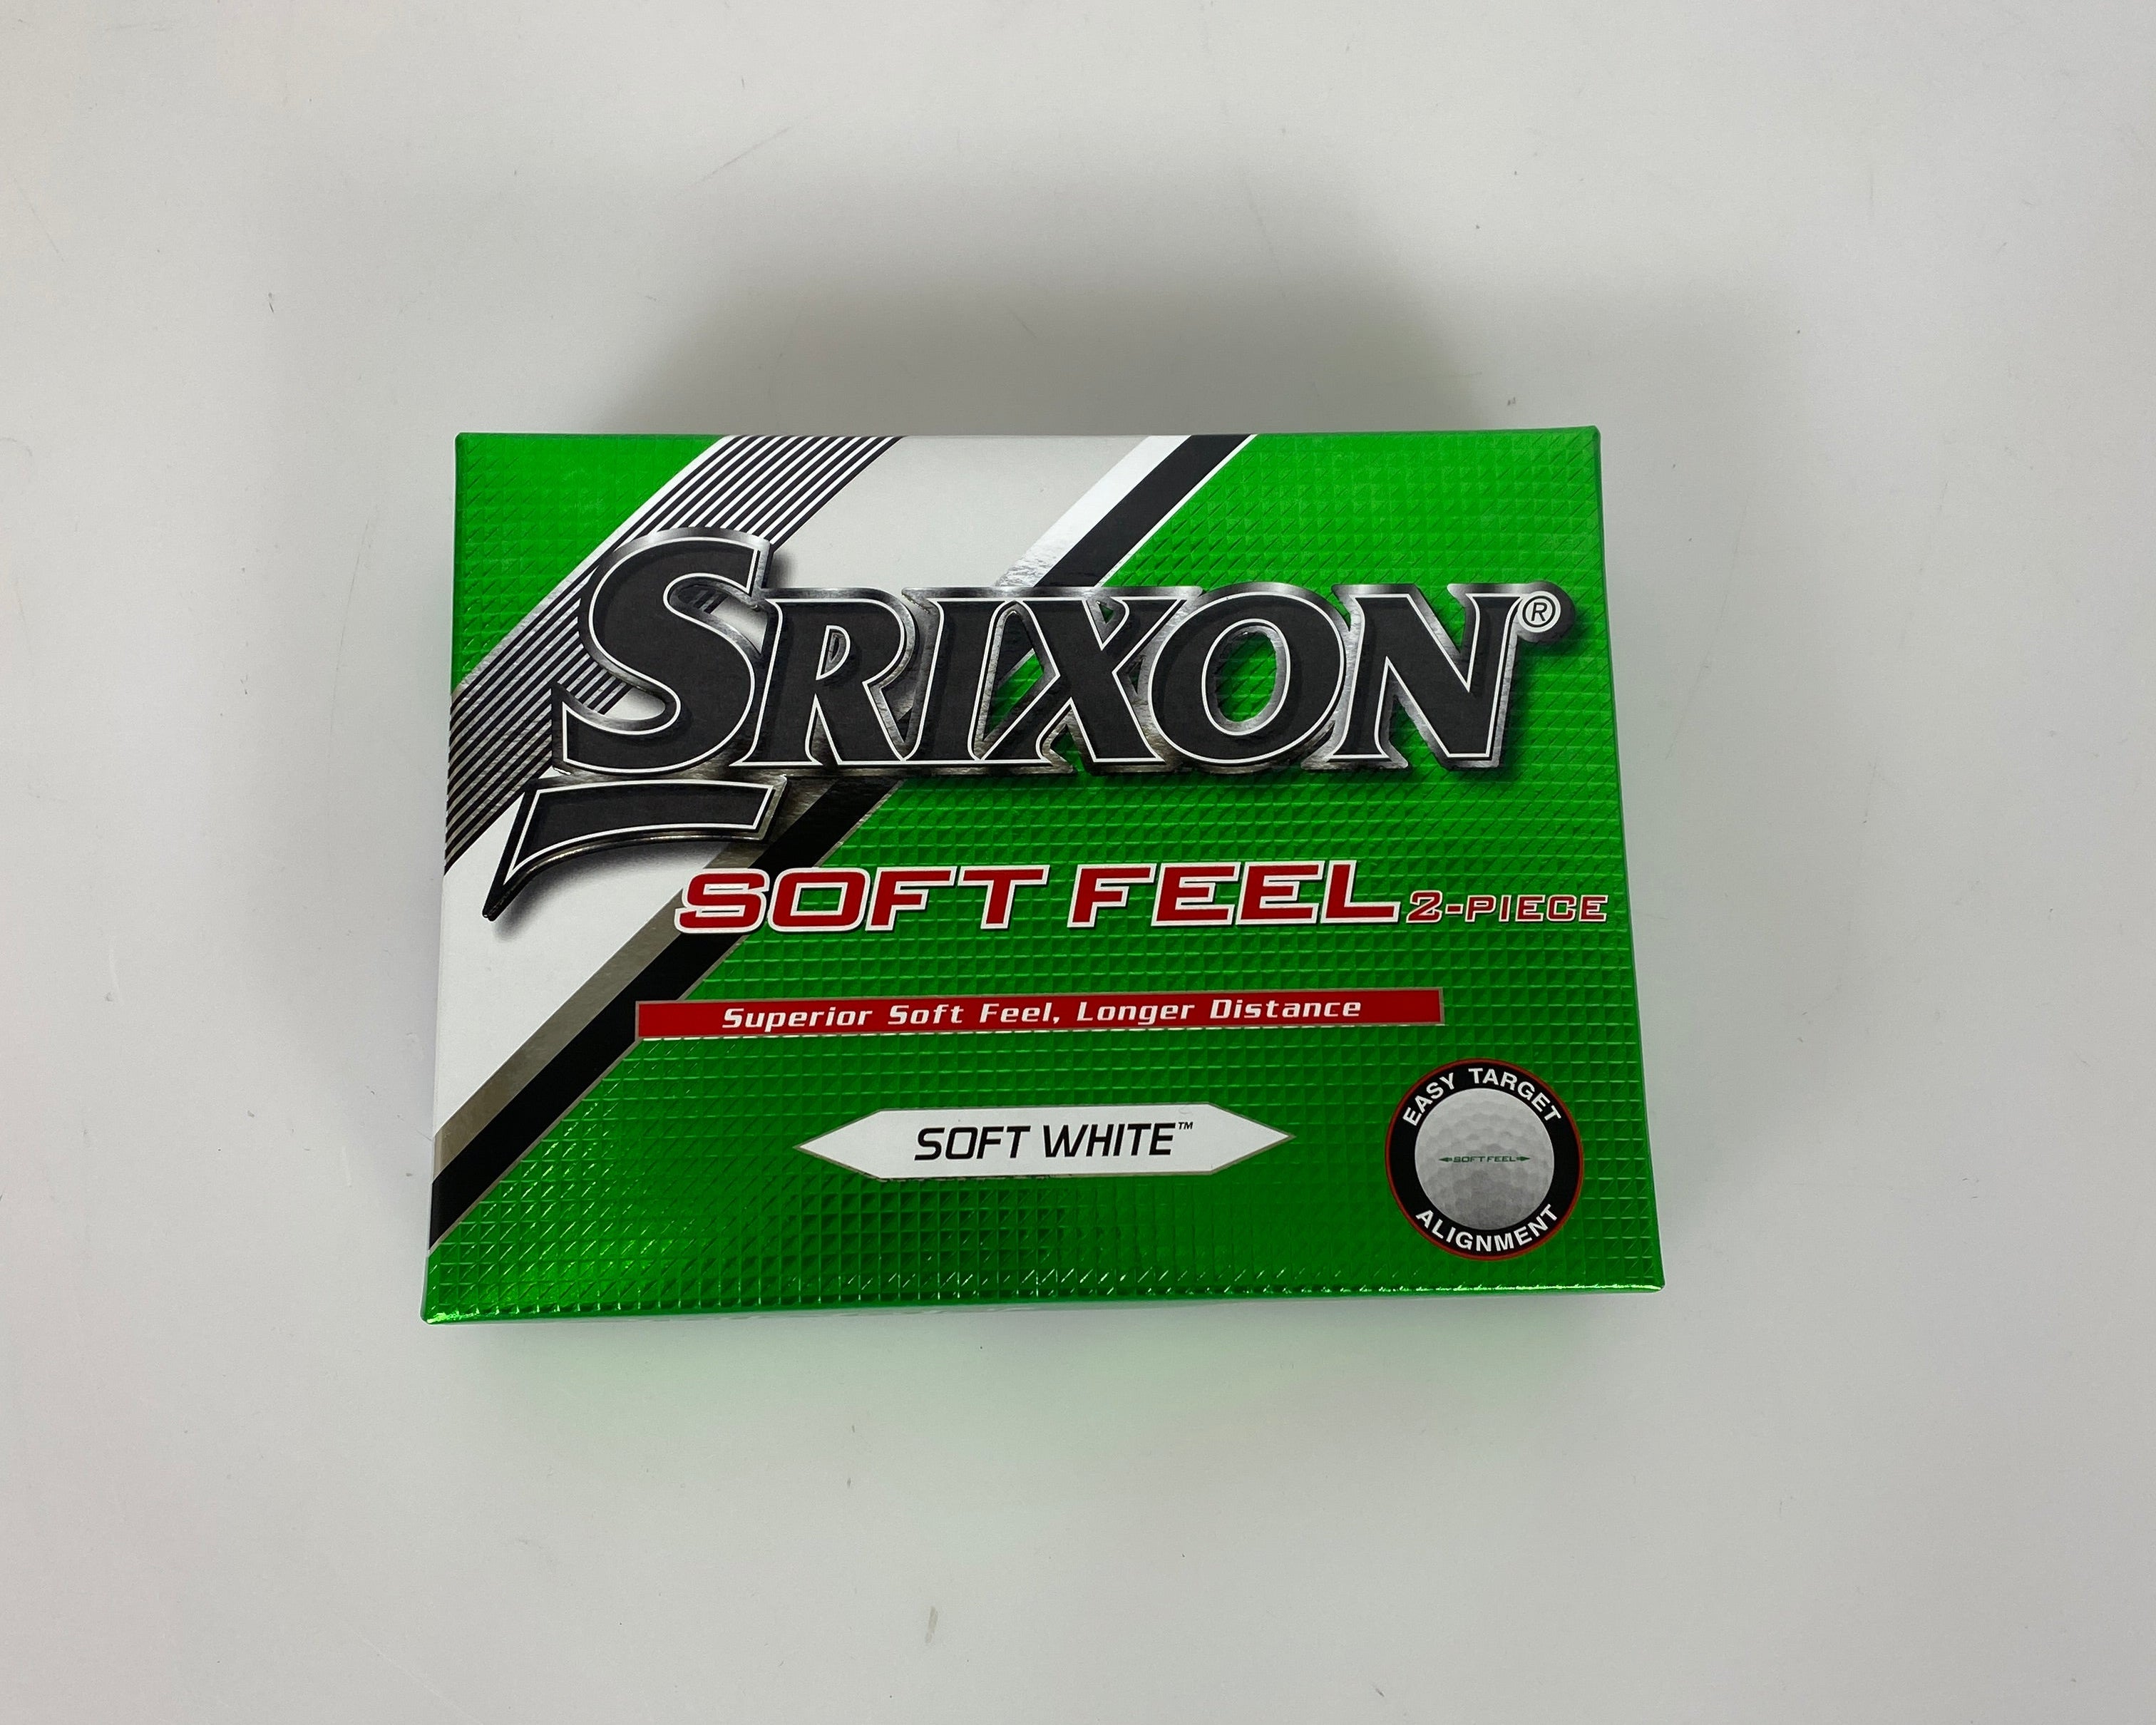 SRIXON®
SOFT FEEL 2-PIECE
Superior Soft Feel, Longer Distance
SOFT WHITE™
EASY TARGET
SOFT FEEL
ALIGNMENT